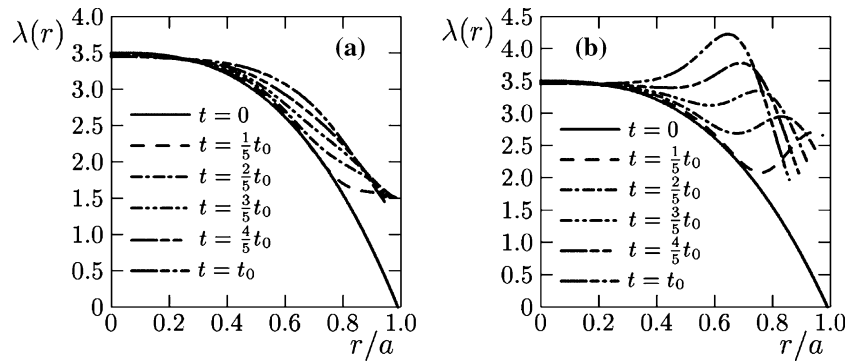 λ(r)
(a)
4.0
3.5
3.0
2.5
2.0
1.5
1.0
0.5
0
t = 0
t = 1/5 t₀
t = 2/5 t₀
t = 3/5 t₀
t = 4/5 t₀
t = t₀
0 0.2 0.4 0.6 0.8 1.0
r/a
λ(r)
(b)
4.5
4.0
3.5
3.0
2.5
2.0
1.5
1.0
0.5
0
t = 0
t = 1/5 t₀
t = 2/5 t₀
t = 3/5 t₀
t = 4/5 t₀
t = t₀
0 0.2 0.4 0.6 0.8 1.0
r/a